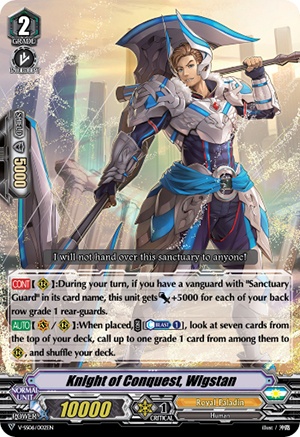 2
GRADE
INTERCEPT
SHIELD
5000
I will not hand over this sanctuary to anyone!
CONT [ ]:During your turn, if you have a vanguard with "Sanctuary
Guard" in its card name, this unit gets +5000 for each of your back
row grade 1 rear-guards.
AUTO [ ]:When placed, [ BLAST 1 ], look at seven cards from
the top of your deck, call up to one grade 1 card from among them to
[ ], and shuffle your deck.
NORMAL
UNIT
Knight of Conquest, Wigstan
Royal Paladin
Human
POWER
10000
1
CRITICAL
V-SS06/002EN
illust / 沖鶴